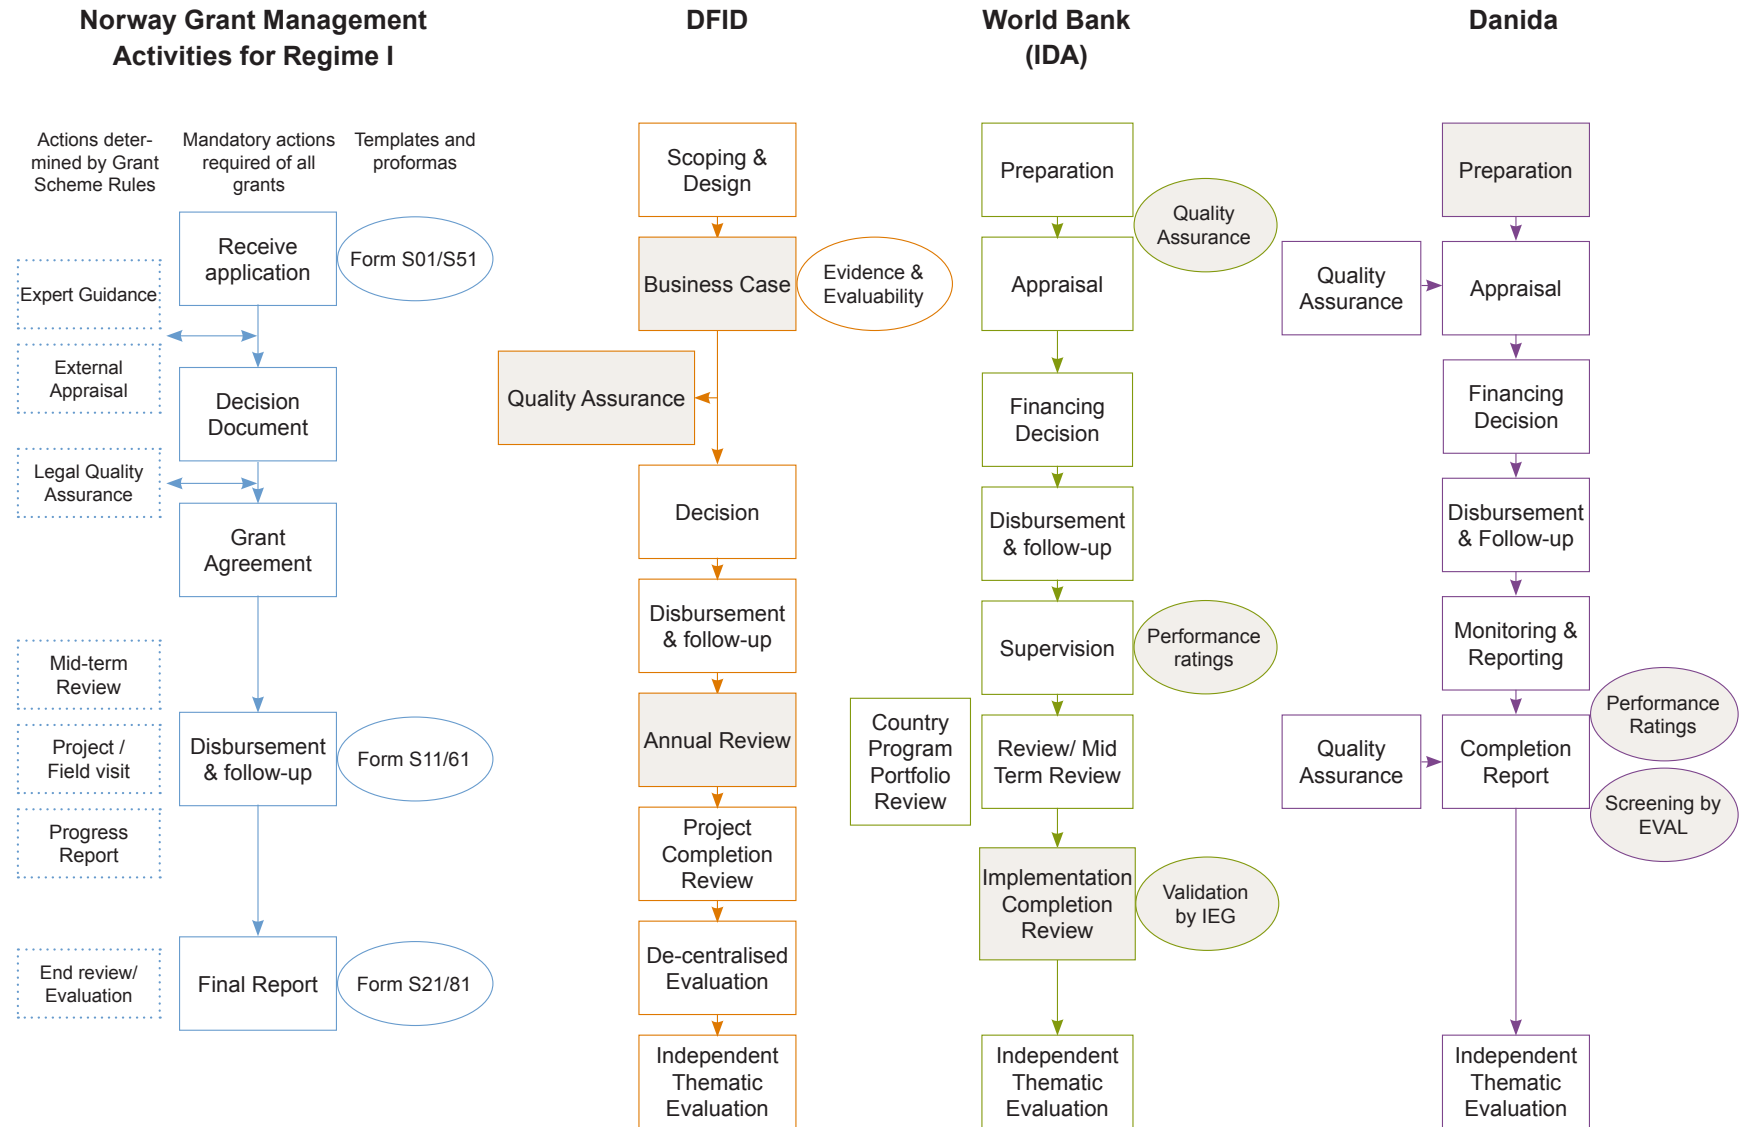 Norway Grant Management
Activities for Regime I
Actions deter-
mined by Grant
Scheme Rules
Mandatory actions
required of all
grants
Templates and
proformas
Receive
application
Form S01/S51
Expert Guidance
External
Appraisal
Decision
Document
Legal Quality
Assurance
Grant
Agreement
Mid-term
Review
Project /
Field visit
Disbursement
& follow-up
Form S11/61
Progress
Report
End review/
Evaluation
Final Report
Form S21/81
DFID
Scoping &
Design
Business Case
Evidence &
Evaluability
Quality Assurance
Decision
Disbursement
& follow-up
Annual Review
Project
Completion
Review
De-centralised
Evaluation
Independent
Thematic
Evaluation
World Bank
(IDA)
Preparation
Quality
Assurance
Appraisal
Financing
Decision
Disbursement
& follow-up
Supervision
Performance
ratings
Country
Program
Portfolio
Review
Review/ Mid
Term Review
Implementation
Completion
Review
Validation
by IEG
Independent
Thematic
Evaluation
Danida
Preparation
Quality
Assurance
Appraisal
Financing
Decision
Disbursement
& Follow-up
Monitoring &
Reporting
Performance
Ratings
Quality
Assurance
Completion
Report
Screening by
EVAL
Independent
Thematic
Evaluation